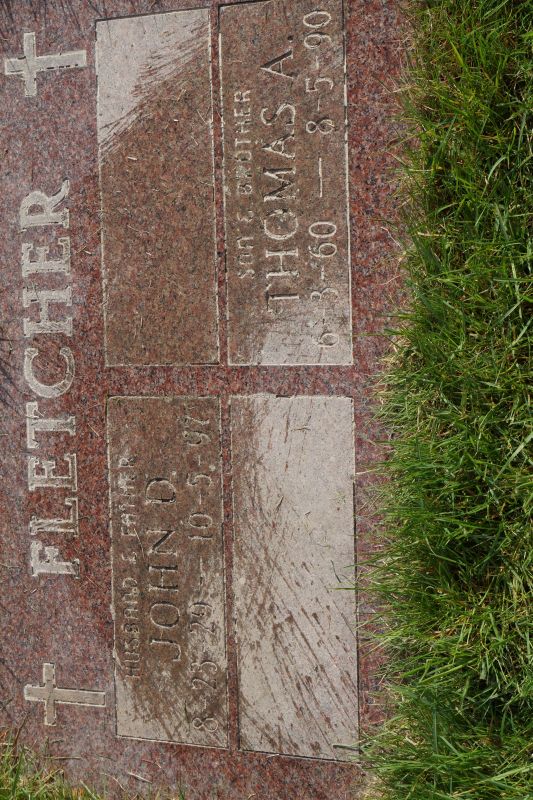 FLETCHER
HUSBAND & FATHER
JOHN D.
8-23-29 — 10-5-97
SON & BROTHER
THOMAS A.
6-3-60 — 8-5-90